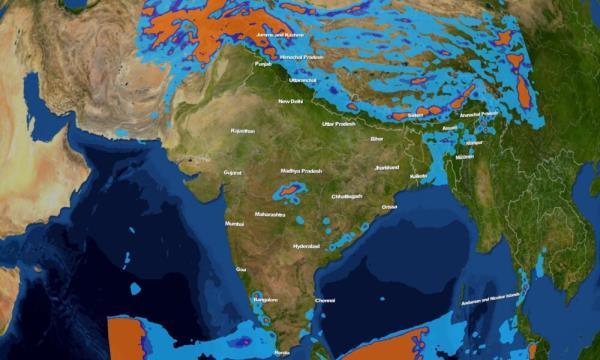 Jammu and Kashmir
Himachal Pradesh
Punjab
Uttaranchal
New Delhi
Sikkim
Arunachal Pradesh
Uttar Pradesh
Assam
Rajasthan
Bihar
Manipur
Mizoram
Gujarat
Madhya Pradesh
Jharkhand
Kolkata
Chhattisgarh
Orissa
Maharashtra
Mumbai
Hyderabad
Goa
Bangalore
Chennai
Andaman and Nicobar Islands
Kerala